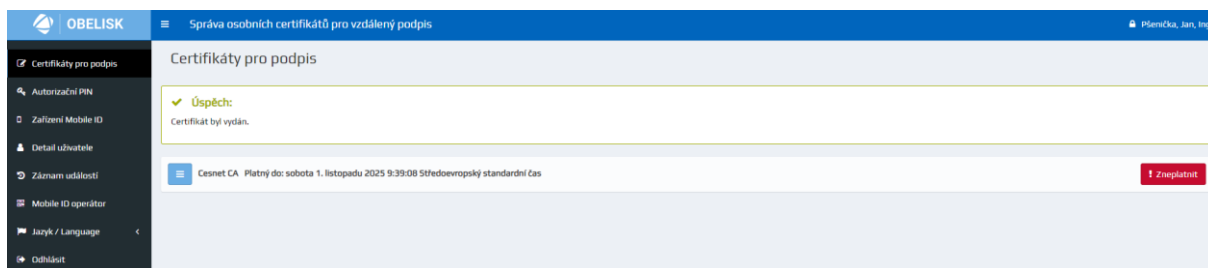 OBELISK
Správa osobních certifikátů pro vzdálený podpis
Pšenička, Jan, Ing
Certifikáty pro podpis
Autorizační PIN
Zařízení Mobile ID
Detail uživatele
Záznam událostí
Mobile ID operátor
Jazyk / Language
Odhlásit
Certifikáty pro podpis
Úspěch:
Certifikát byl vydán.
Cesnet CA Platný do: sobota 1. listopadu 2025 9:39:08 Středoevropský standardní čas
Zneplatnit